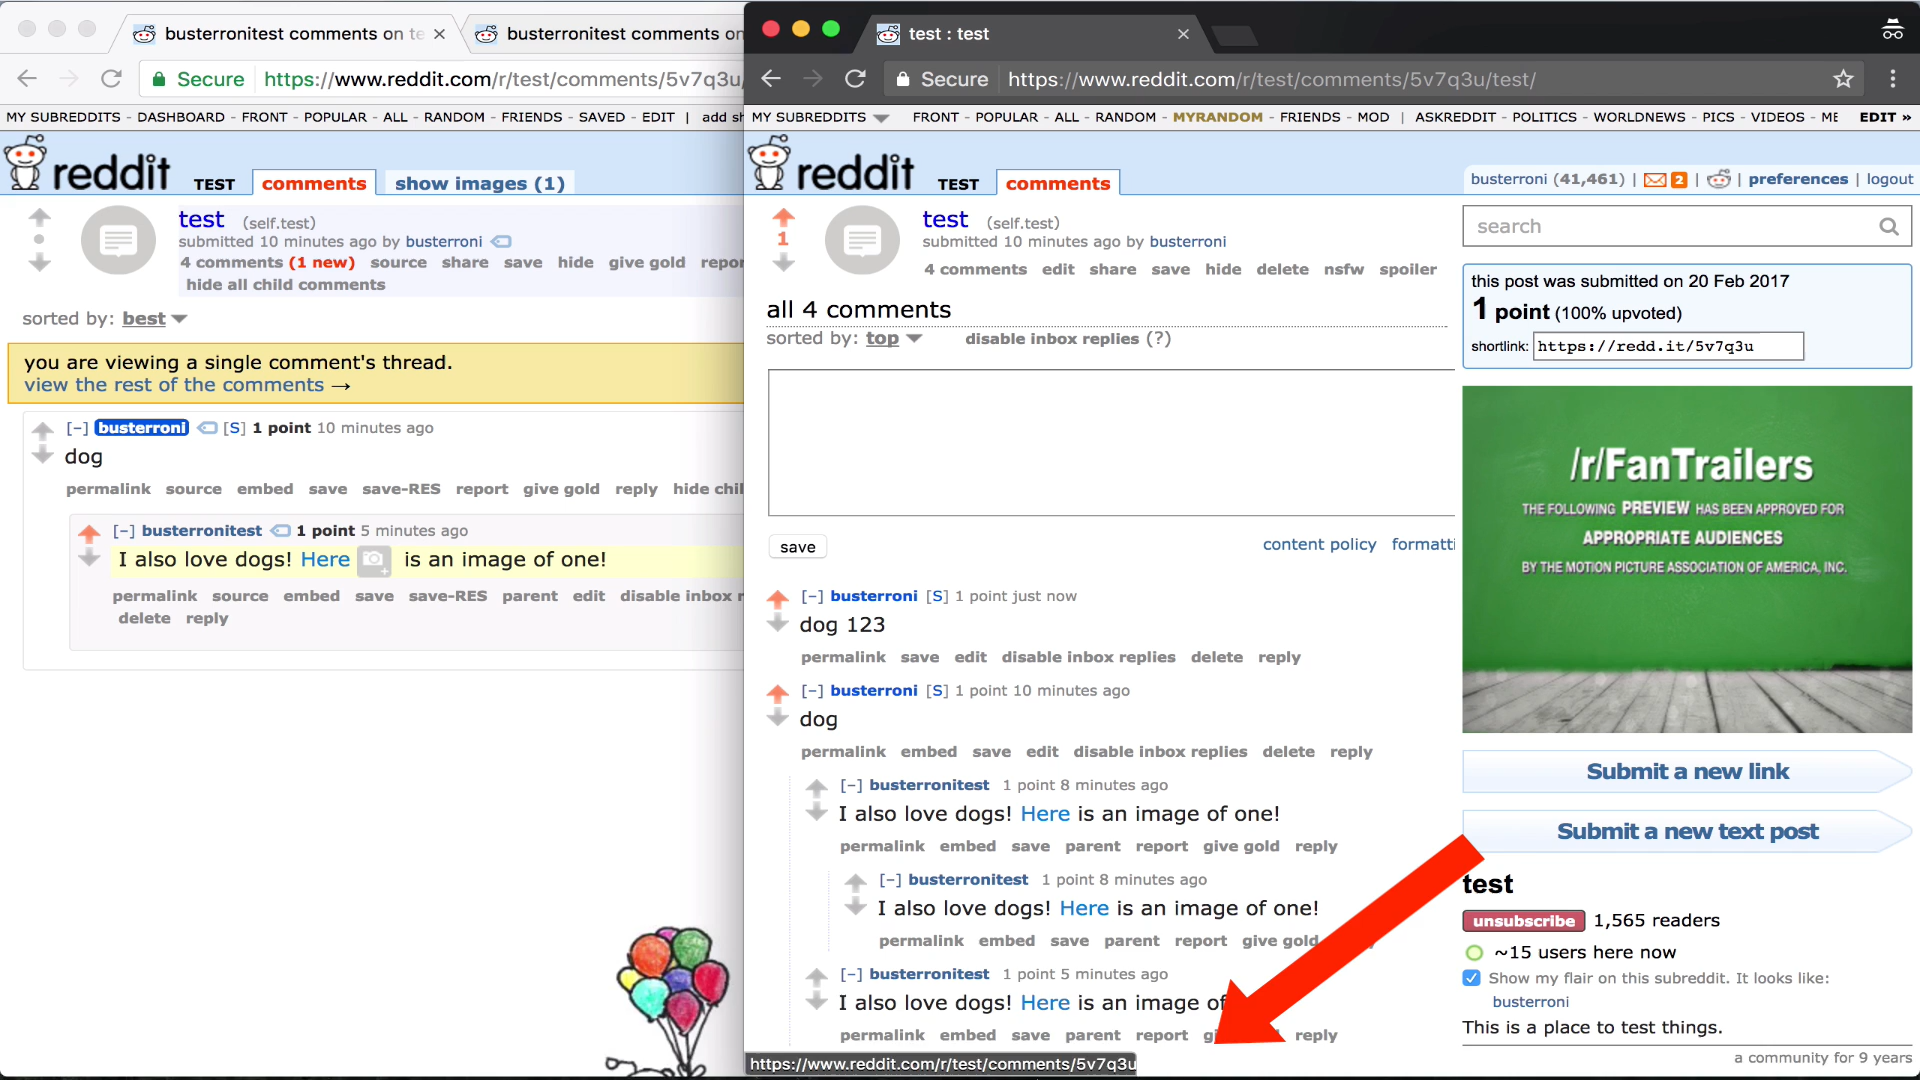 busterronitest comments on te
busterronitest comments on
Secure https://www.reddit.com/r/test/comments/5v7q3u/
MY SUBREDDITS - DASHBOARD - FRONT - POPULAR - ALL - RANDOM - FRIENDS - SAVED - EDIT | add sh
reddit TEST comments show images (1)
test (self.test)
submitted 10 minutes ago by busterroni
4 comments (1 new) source share save hide give gold repor
hide all child comments
sorted by: best
you are viewing a single comment's thread.
view the rest of the comments →
[-] busterroni [S] 1 point 10 minutes ago
dog
permalink source embed save save-RES report give gold reply hide chil
[-] busterronitest 1 point 5 minutes ago
I also love dogs! Here is an image of one!
permalink source embed save save-RES parent edit disable inbox r
delete reply
test : test
Secure https://www.reddit.com/r/test/comments/5v7q3u/test/
MY SUBREDDITS FRONT - POPULAR - ALL - RANDOM - MYRANDOM - FRIENDS - MOD | ASKREDDIT - POLITICS - WORLDNEWS - PICS - VIDEOS - ME EDIT »
reddit TEST comments
busterroni (41,461) | 2 | | preferences | logout
test (self.test)
submitted 10 minutes ago by busterroni
1
4 comments edit share save hide delete nsfw spoiler
all 4 comments
sorted by: top disable inbox replies (?)
save content policy formatti
[-] busterroni [S] 1 point just now
dog 123
permalink save edit disable inbox replies delete reply
[-] busterroni [S] 1 point 10 minutes ago
dog
permalink embed save edit disable inbox replies delete reply
[-] busterronitest 1 point 8 minutes ago
I also love dogs! Here is an image of one!
permalink embed save parent report give gold reply
[-] busterronitest 1 point 8 minutes ago
I also love dogs! Here is an image of one!
permalink embed save parent report give gold
[-] busterronitest 1 point 5 minutes ago
I also love dogs! Here is an image of
permalink embed save parent report reply
https://www.reddit.com/r/test/comments/5v7q3u
search
this post was submitted on 20 Feb 2017
1 point (100% upvoted)
shortlink: https://redd.it/5v7q3u
/r/FanTrailers
THE FOLLOWING PREVIEW HAS BEEN APPROVED FOR
APPROPRIATE AUDIENCES
BY THE MOTION PICTURE ASSOCIATION OF AMERICA, INC.
Submit a new link
Submit a new text post
test
unsubscribe 1,565 readers
~15 users here now
Show my flair on this subreddit. It looks like:
busterroni
This is a place to test things.
a community for 9 years